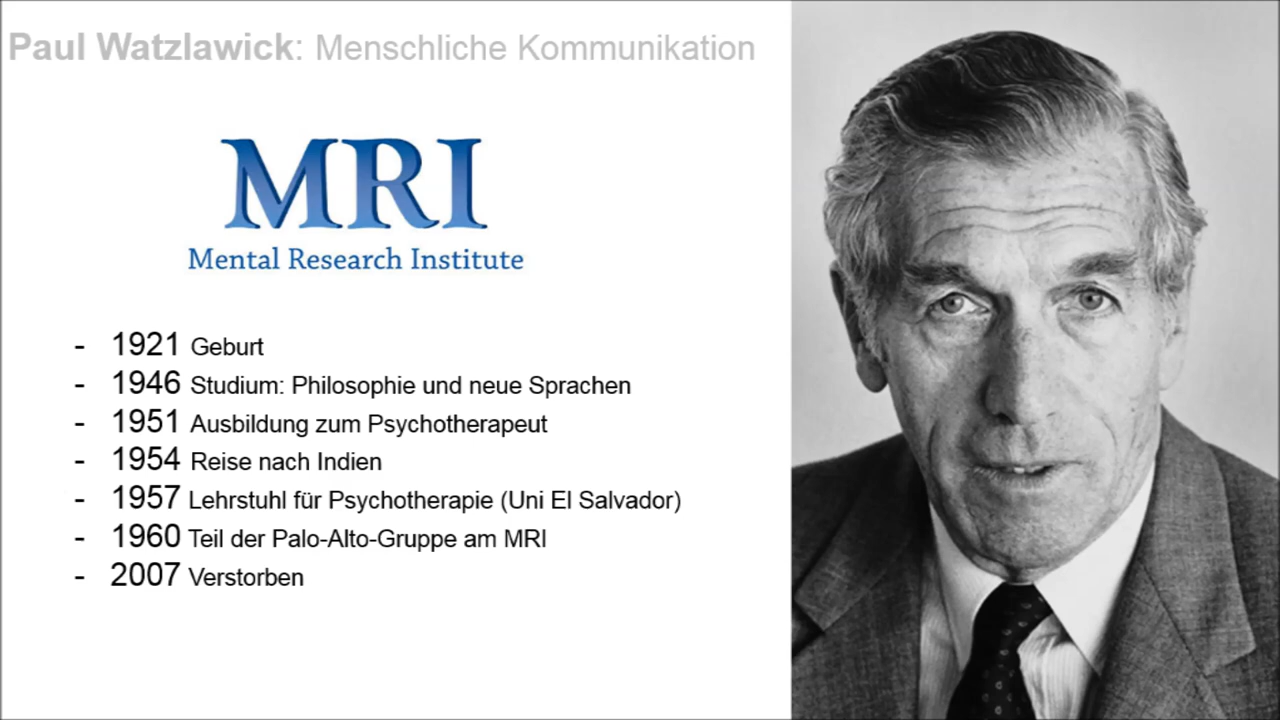 Paul Watzlawick: Menschliche Kommunikation
MRI
Mental Research Institute
- 1921 Geburt
- 1946 Studium: Philosophie und neue Sprachen
- 1951 Ausbildung zum Psychotherapeut
- 1954 Reise nach Indien
- 1957 Lehrstuhl für Psychotherapie (Uni El Salvador)
- 1960 Teil der Palo-Alto-Gruppe am MRI
- 2007 Verstorben